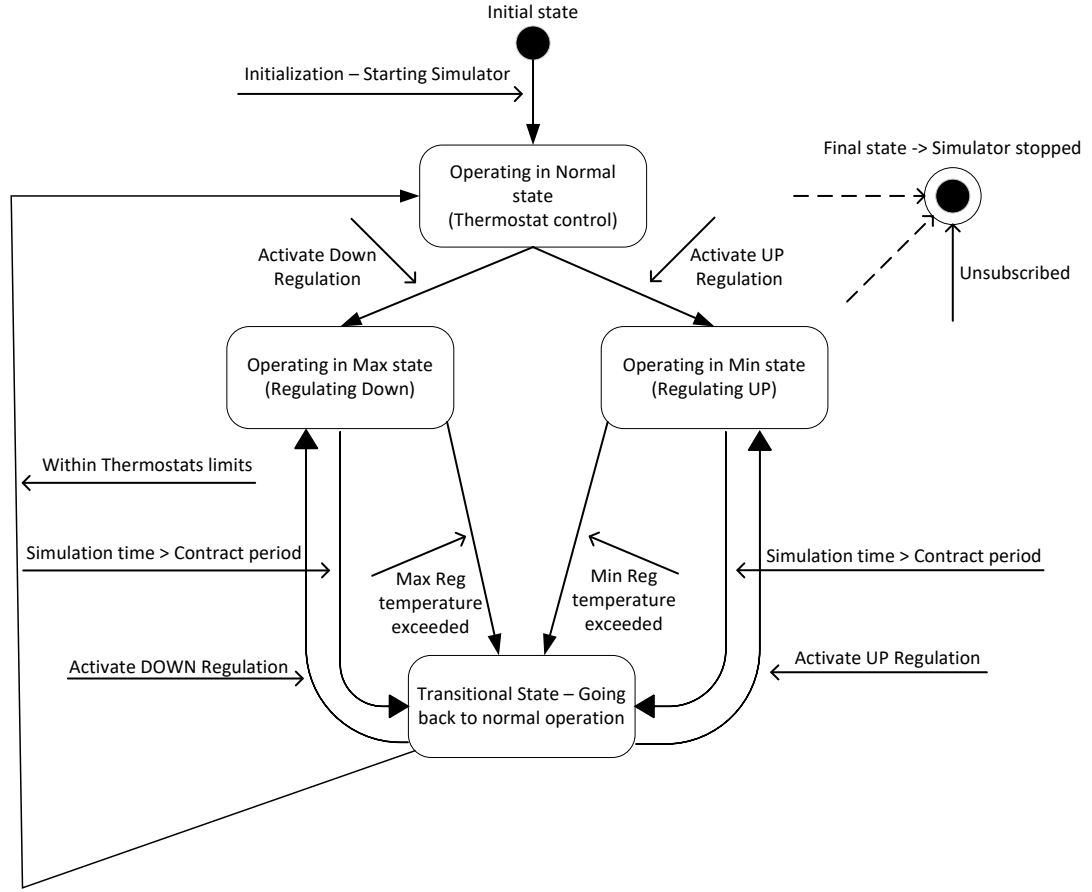 Initial state
Initialization – Starting Simulator
Operating in Normal
state
(Thermostat control)
Final state -> Simulator stopped
Activate Down
Regulation
Activate UP
Regulation
Unsubscribed
Operating in Max state
(Regulating Down)
Operating in Min state
(Regulating UP)
Within Thermostats limits
Simulation time > Contract period
Max Reg
temperature
exceeded
Min Reg
temperature
exceeded
Simulation time > Contract period
Activate DOWN Regulation
Activate UP Regulation
Transitional State – Going
back to normal operation